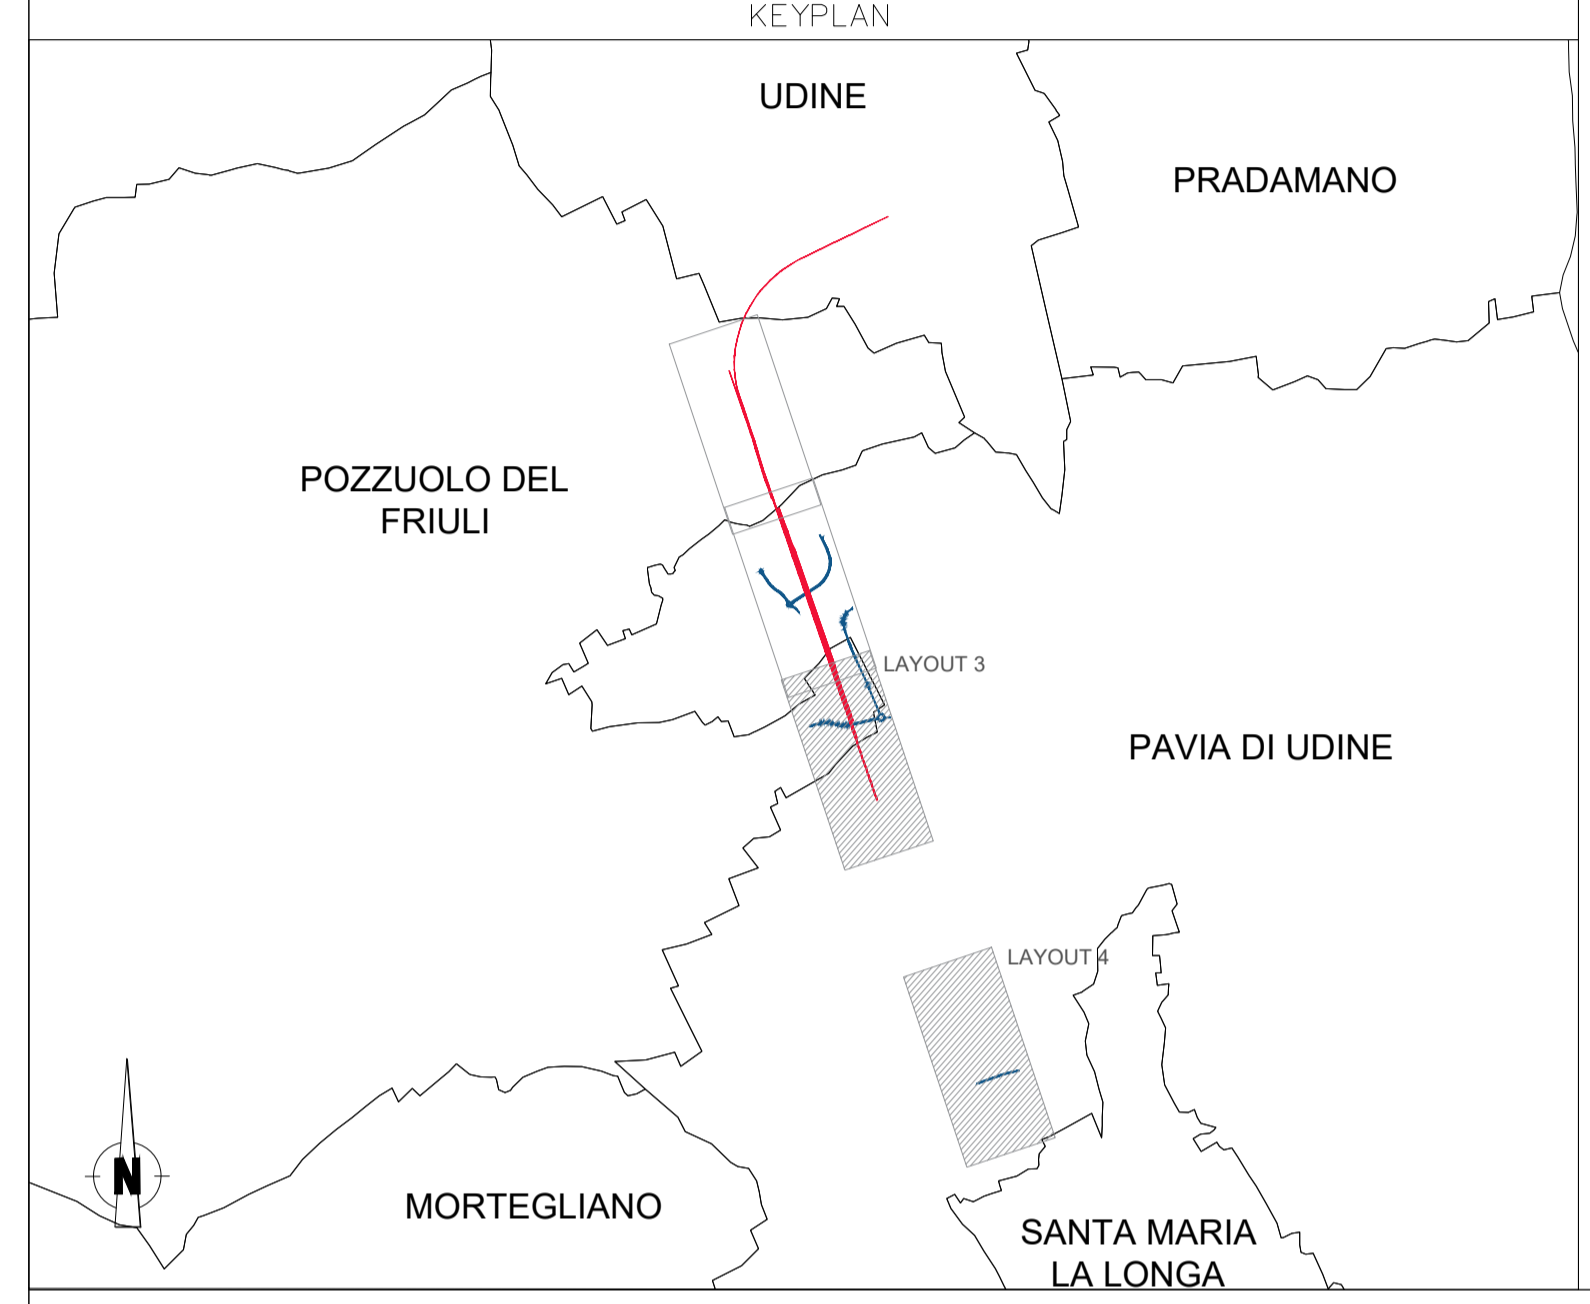 KEYPLAN
UDINE
PRADAMANO
POZZUOLO DEL
FRIULI
LAYOUT 3
PAVIA DI UDINE
LAYOUT 4
N
MORTEGLIANO
SANTA MARIA
LA LONGA